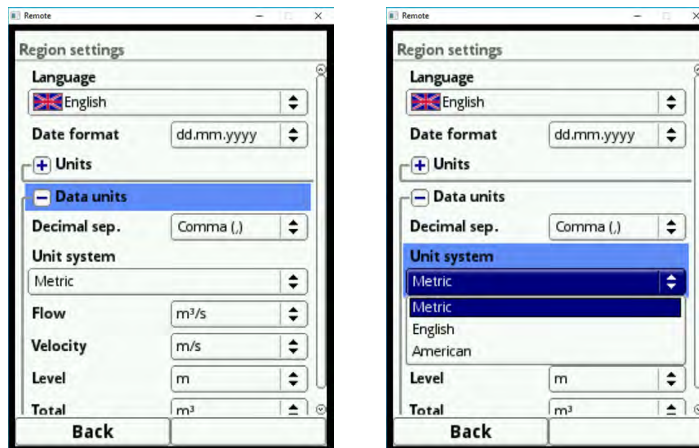 Remote
Region settings
Language
English
Date format dd.mm.yyyy
Units
Data units
Decimal sep. Comma (,)
Unit system
Metric
Flow m³/s
Velocity m/s
Level m
Total m³
Back
Remote
Region settings
Language
English
Date format dd.mm.yyyy
Units
Data units
Decimal sep. Comma (,)
Unit system
Metric
Metric
English
American
Level m
Total m³
Back